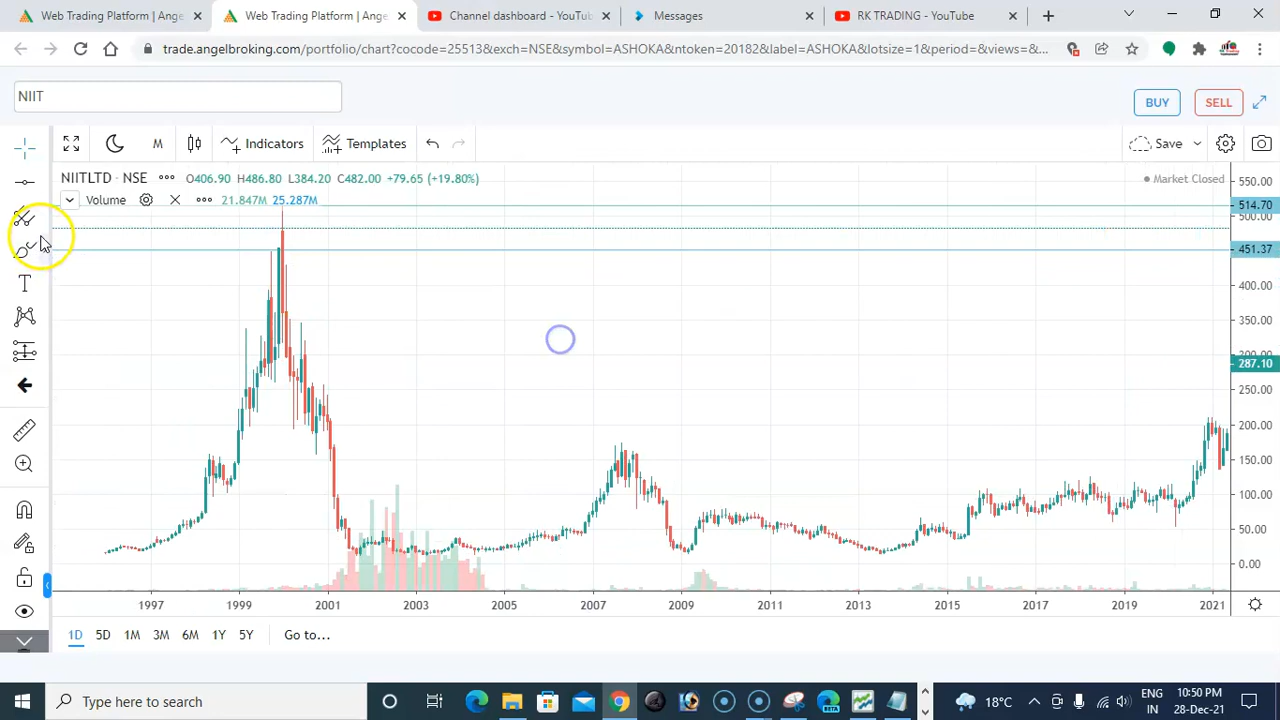 Web Trading Platform | Ange
Web Trading Platform | Ange
Channel dashboard - YouTub
Messages
RK TRADING - YouTube
trade.angelbroking.com/portfolio/chart?cocode=25513&exch=NSE&symbol=ASHOKA&ntoken=20182&label=ASHOKA&lotsize=1&period=&views=&...
NIIT
BUY
SELL
M
Indicators
Templates
Save
NIITLTD · NSE
O406.90 H486.80 L384.20 C482.00 +79.65 (+19.80%)
Market Closed
Volume
21.847M 25.287M
550.00
514.70
500.00
451.37
400.00
350.00
300.00
287.10
250.00
200.00
150.00
100.00
50.00
0.00
T
1997 1999 2001 2003 2005 2007 2009 2011 2013 2015 2017 2019 2021
1D 5D 1M 3M 6M 1Y 5Y Go to...
Type here to search
BETA
18°C
ENG
IN
10:50 PM
28-Dec-21